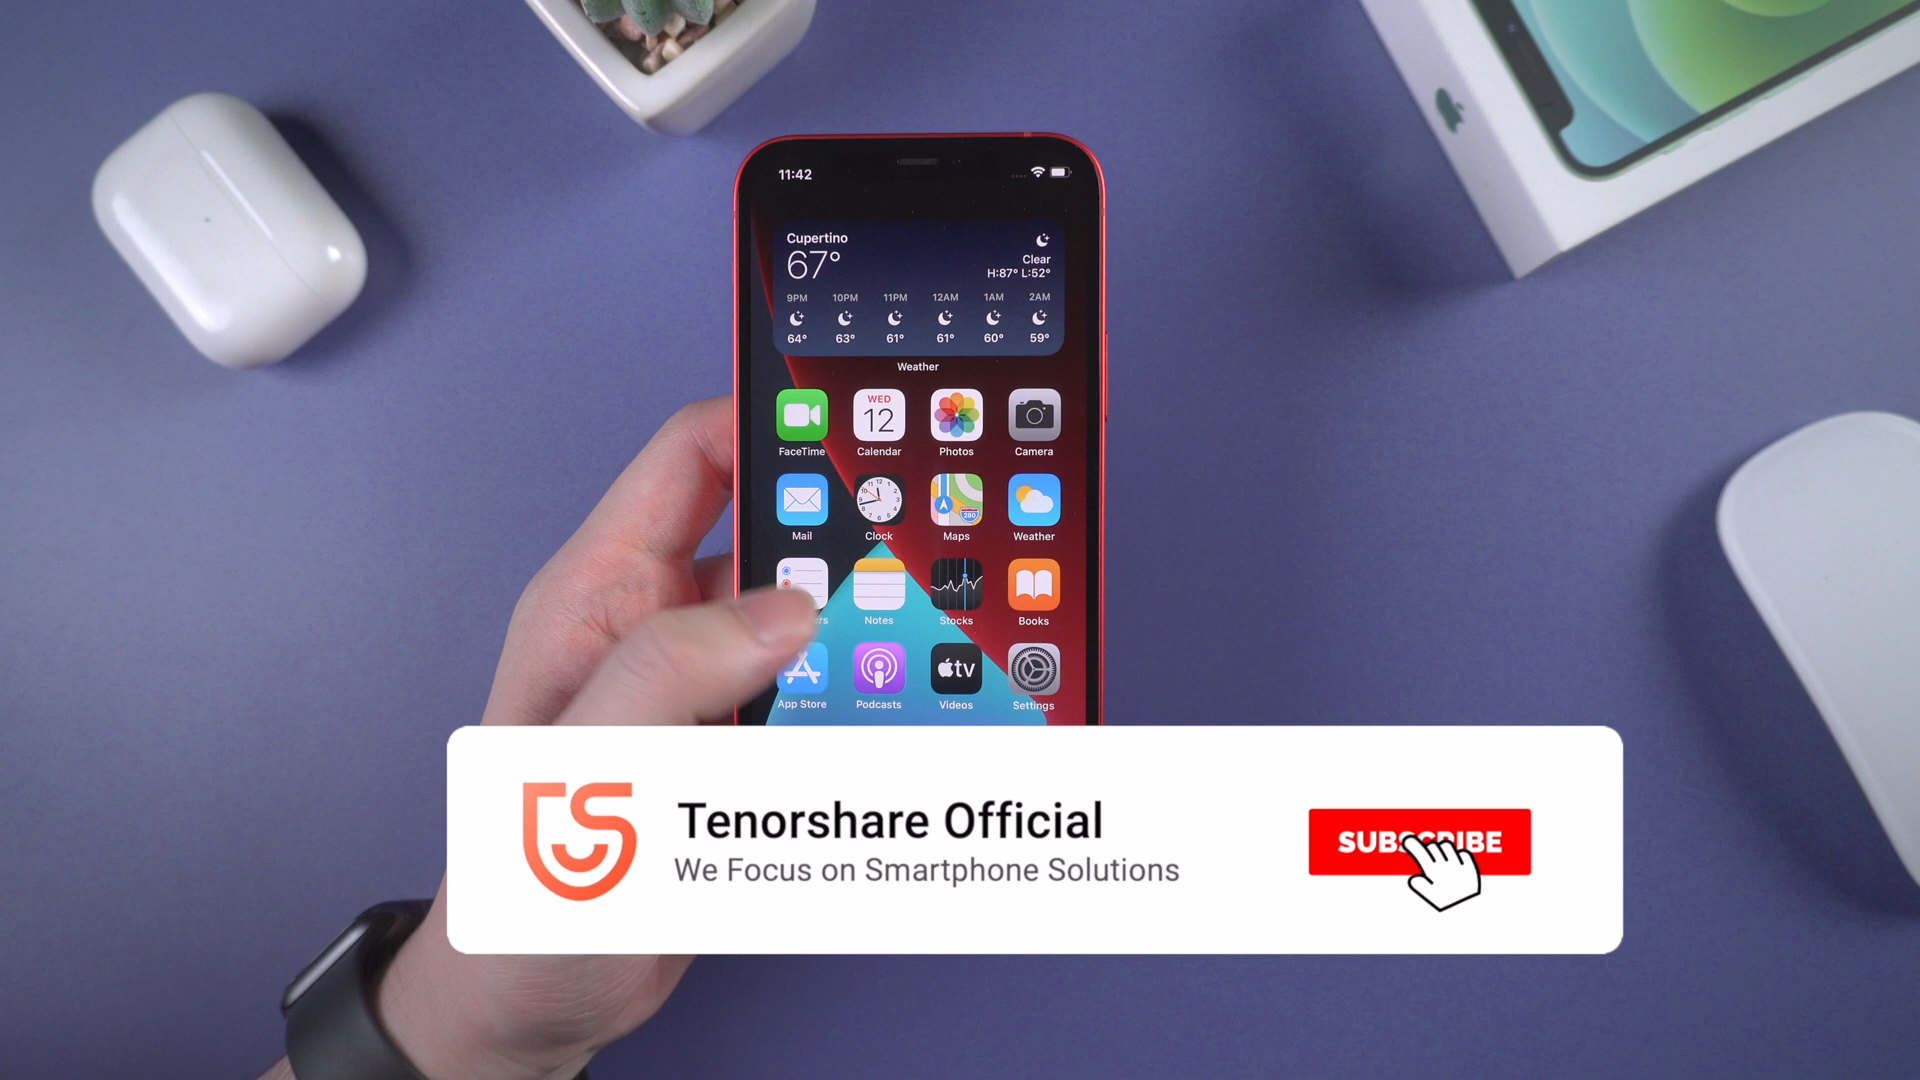 11:42
Cupertino
67°
Clear
H:87° L:52°
9PM 10PM 11PM 12AM 1AM 2AM
64° 63° 61° 61° 60° 59°
Weather
WED
12
FaceTime Calendar Photos Camera
280
Mail Clock Maps Weather
Notes Stocks Books
tv
App Store Podcasts Videos Settings
Tenorshare Official
We Focus on Smartphone Solutions
SUBSCRIBE